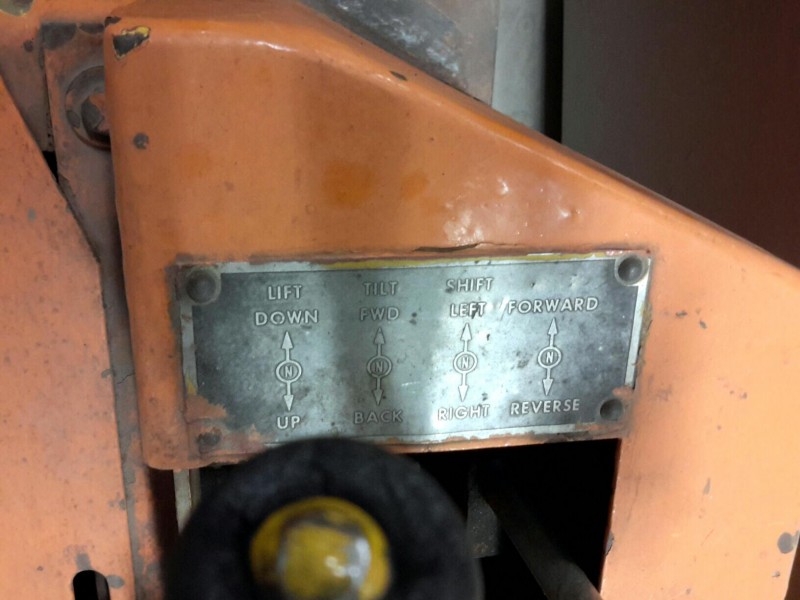 LIFT TILT SHIFT
DOWN FWD LEFT FORWARD
N N N N
UP BACK RIGHT REVERSE